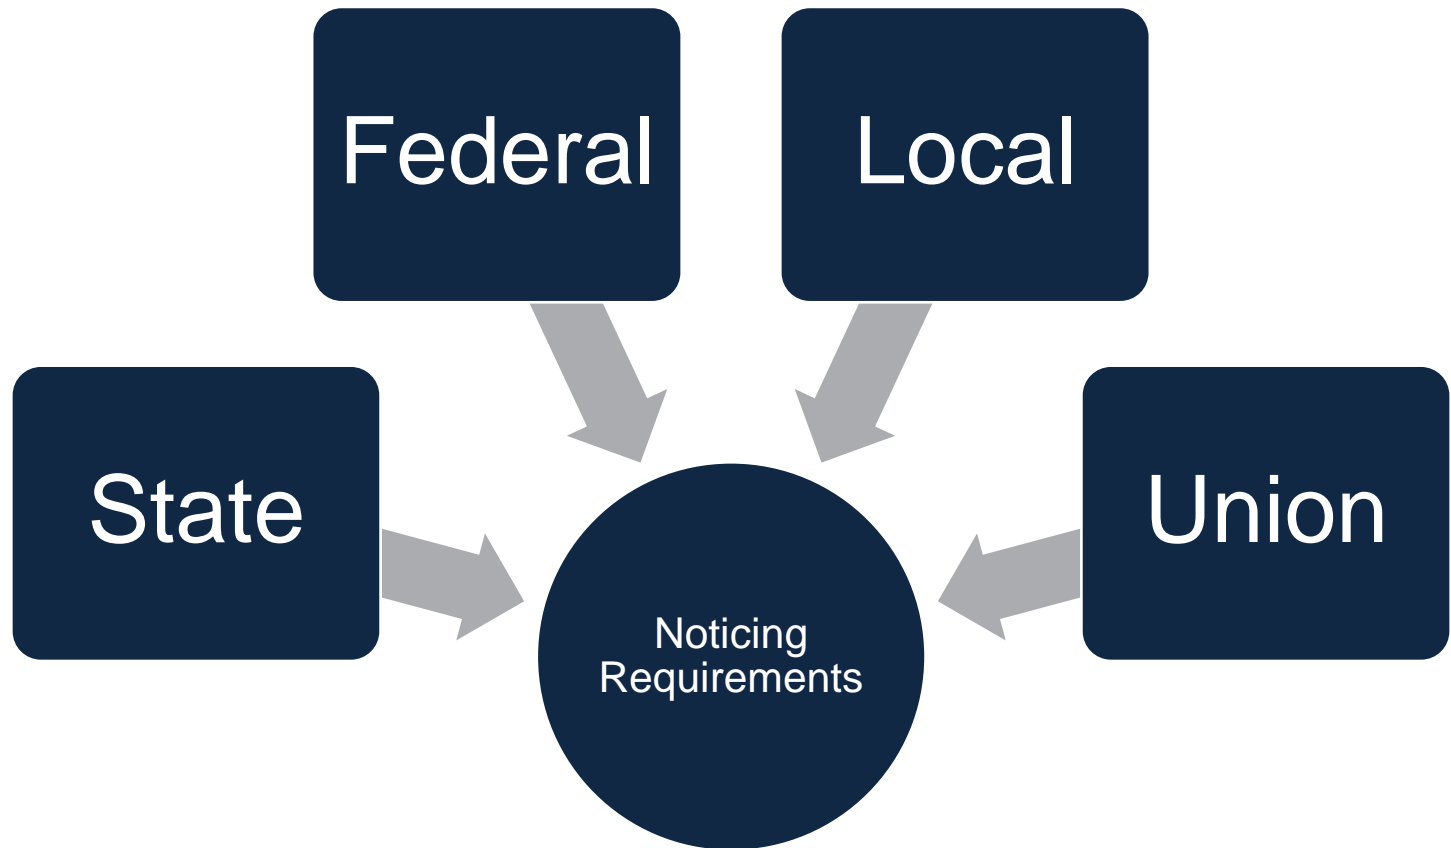 Federal
Local
State
Union
Noticing
Requirements